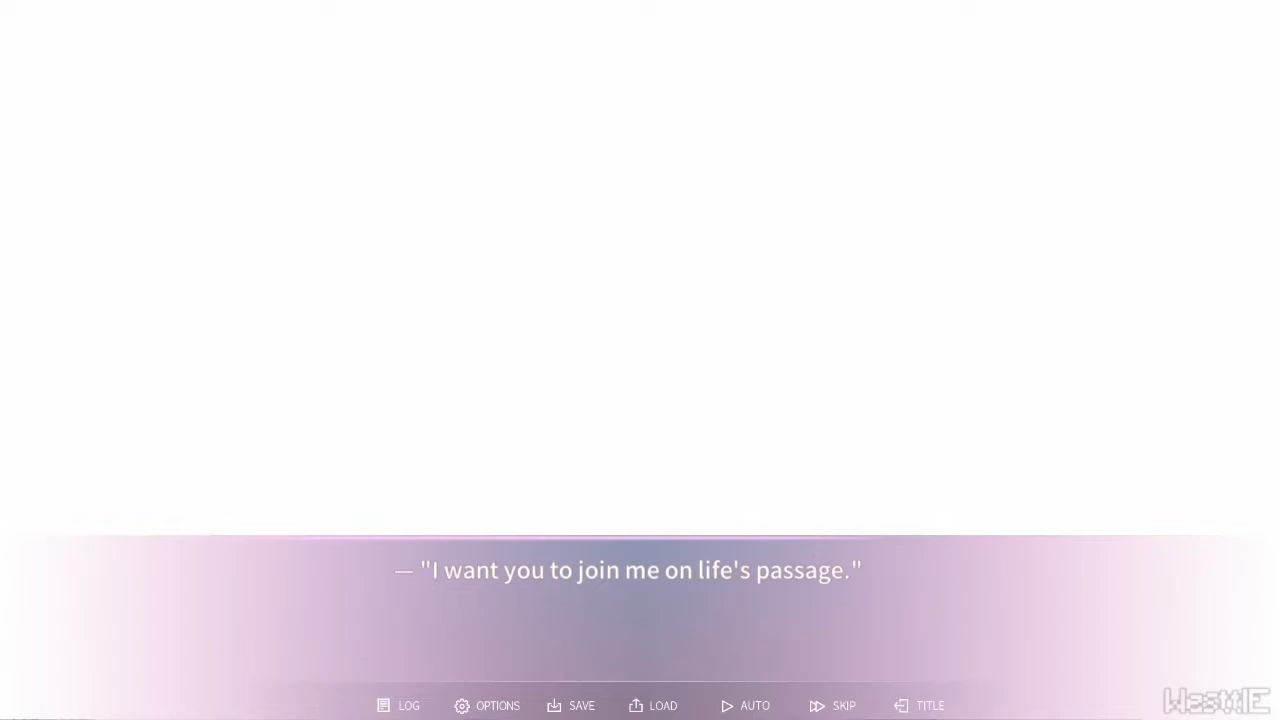 — "I want you to join me on life's passage."
LOG OPTIONS SAVE LOAD AUTO SKIP TITLE